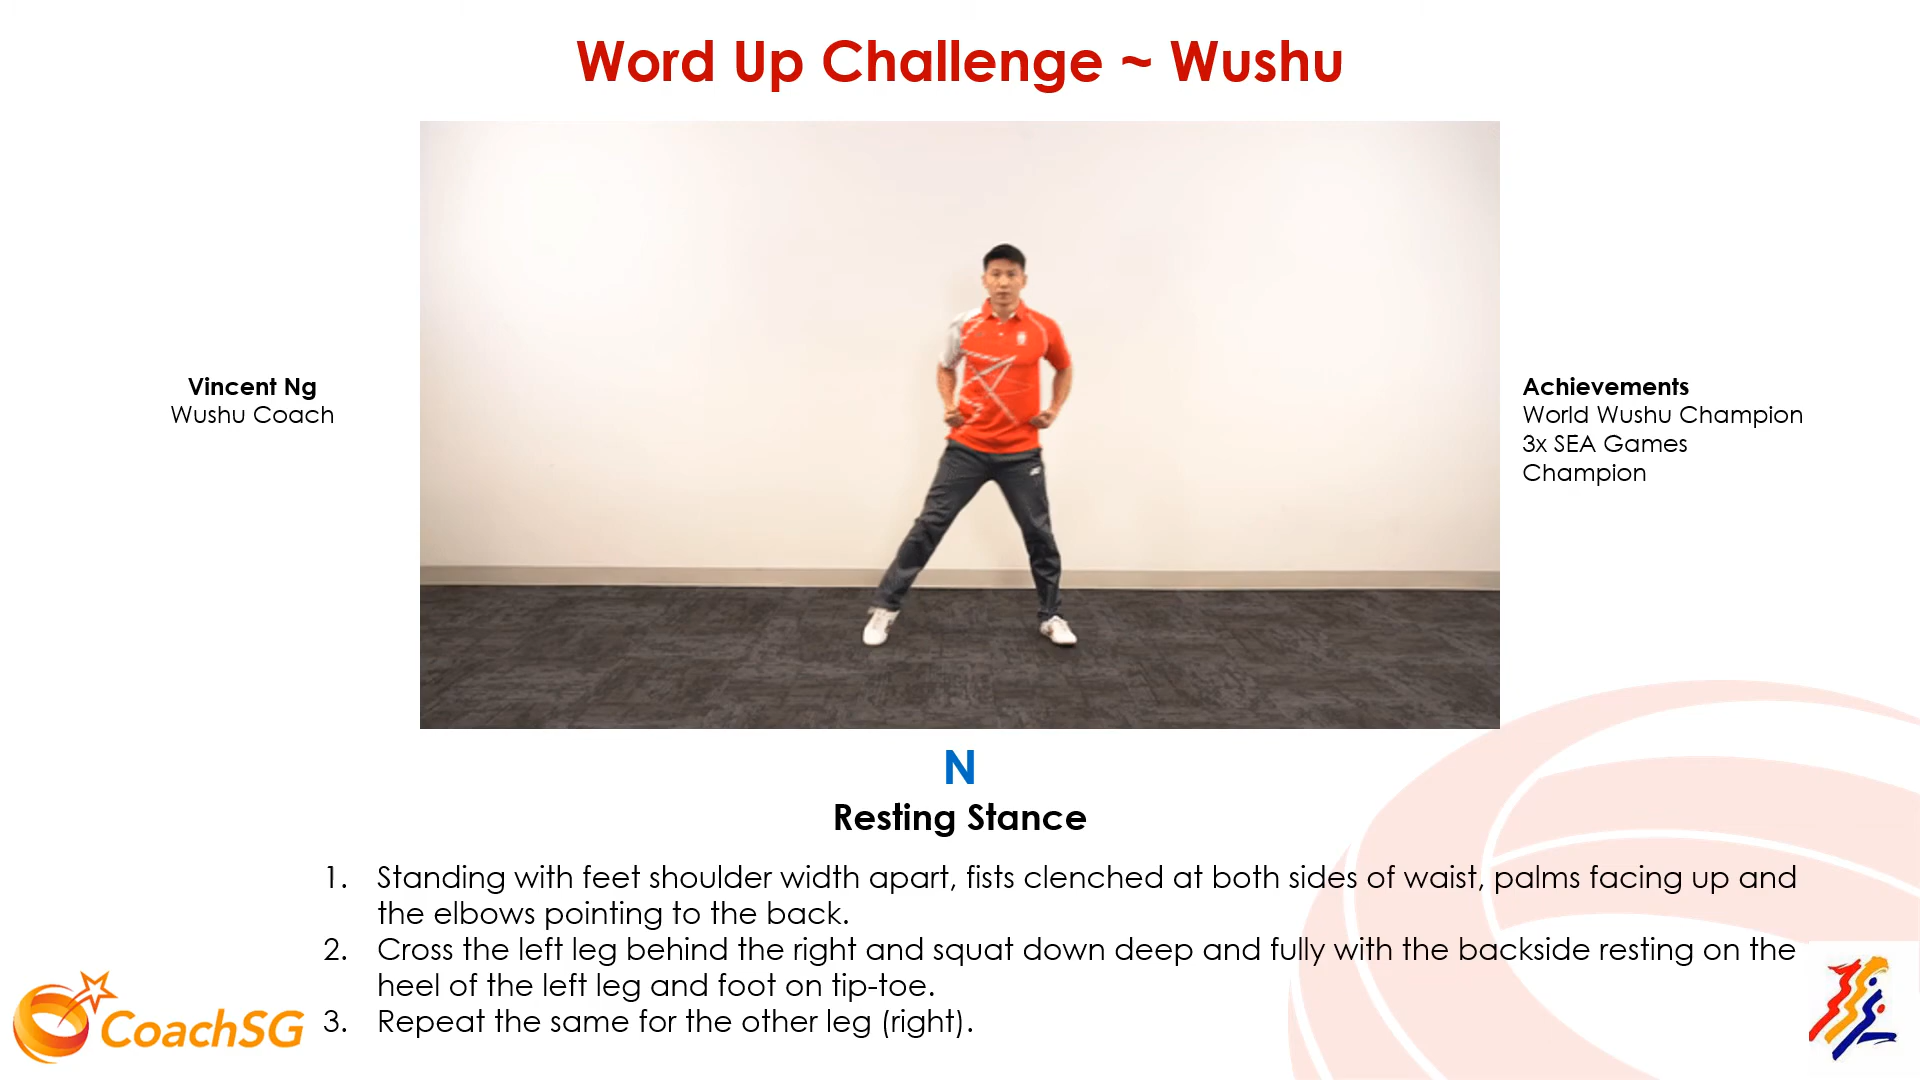 Word Up Challenge ~ Wushu
Vincent Ng
Wushu Coach
Achievements
World Wushu Champion
3x SEA Games
Champion
N
Resting Stance
1. Standing with feet shoulder width apart, fists clenched at both sides of waist, palms facing up and
the elbows pointing to the back.
2. Cross the left leg behind the right and squat down deep and fully with the backside resting on the
heel of the left leg and foot on tip-toe.
3. Repeat the same for the other leg (right).
CoachSG